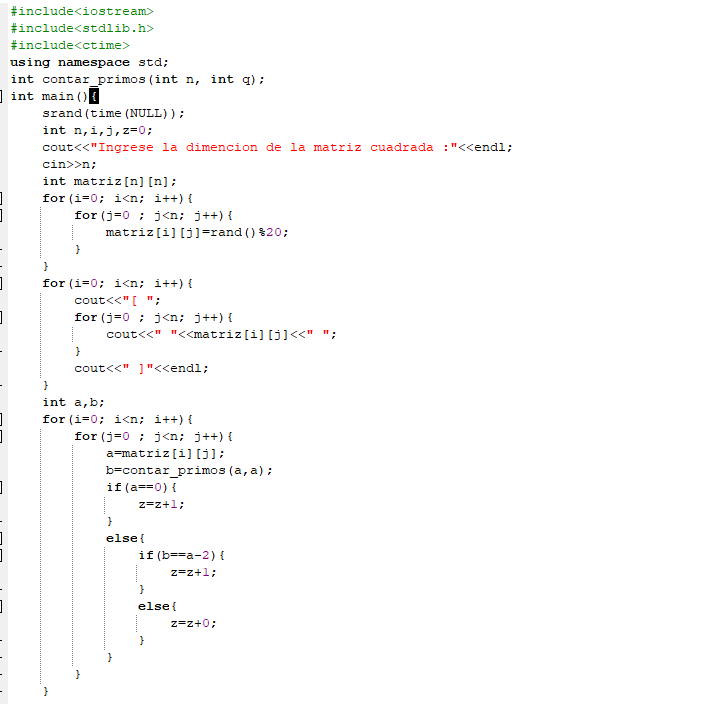 #include<iostream>
#include<stdlib.h>
#include<ctime>
using namespace std;
int contar_primos(int n, int q);
int main(){
    srand(time(NULL));
    int n,i,j,z=0;
    cout<<"Ingrese la dimencion de la matriz cuadrada :"<<endl;
    cin>>n;
    int matriz[n][n];
    for(i=0; i<n; i++){
        for(j=0 ; j<n; j++){
            matriz[i][j]=rand()%20;
        }
    }
    for(i=0; i<n; i++){
        cout<<"[ ";
        for(j=0 ; j<n; j++){
            cout<<" "<<matriz[i][j]<<" ";
        }
        cout<<" ]"<<endl;
    }
    int a,b;
    for(i=0; i<n; i++){
        for(j=0 ; j<n; j++){
            a=matriz[i][j];
            b=contar_primos(a,a);
            if(a==0){
                z=z+1;
            }
            else{
                if(b==a-2){
                    z=z+1;
                }
                else{
                    z=z+0;
                }
            }
        }
    }